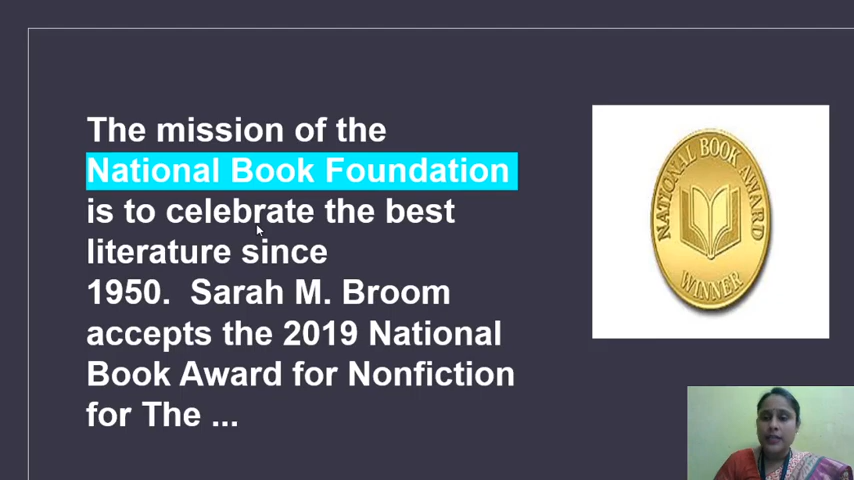 The mission of the
National Book Foundation
is to celebrate the best
literature since
1950.  Sarah M. Broom
accepts the 2019 National
Book Award for Nonfiction
for The ...
NATIONAL BOOK AWARD
WINNER